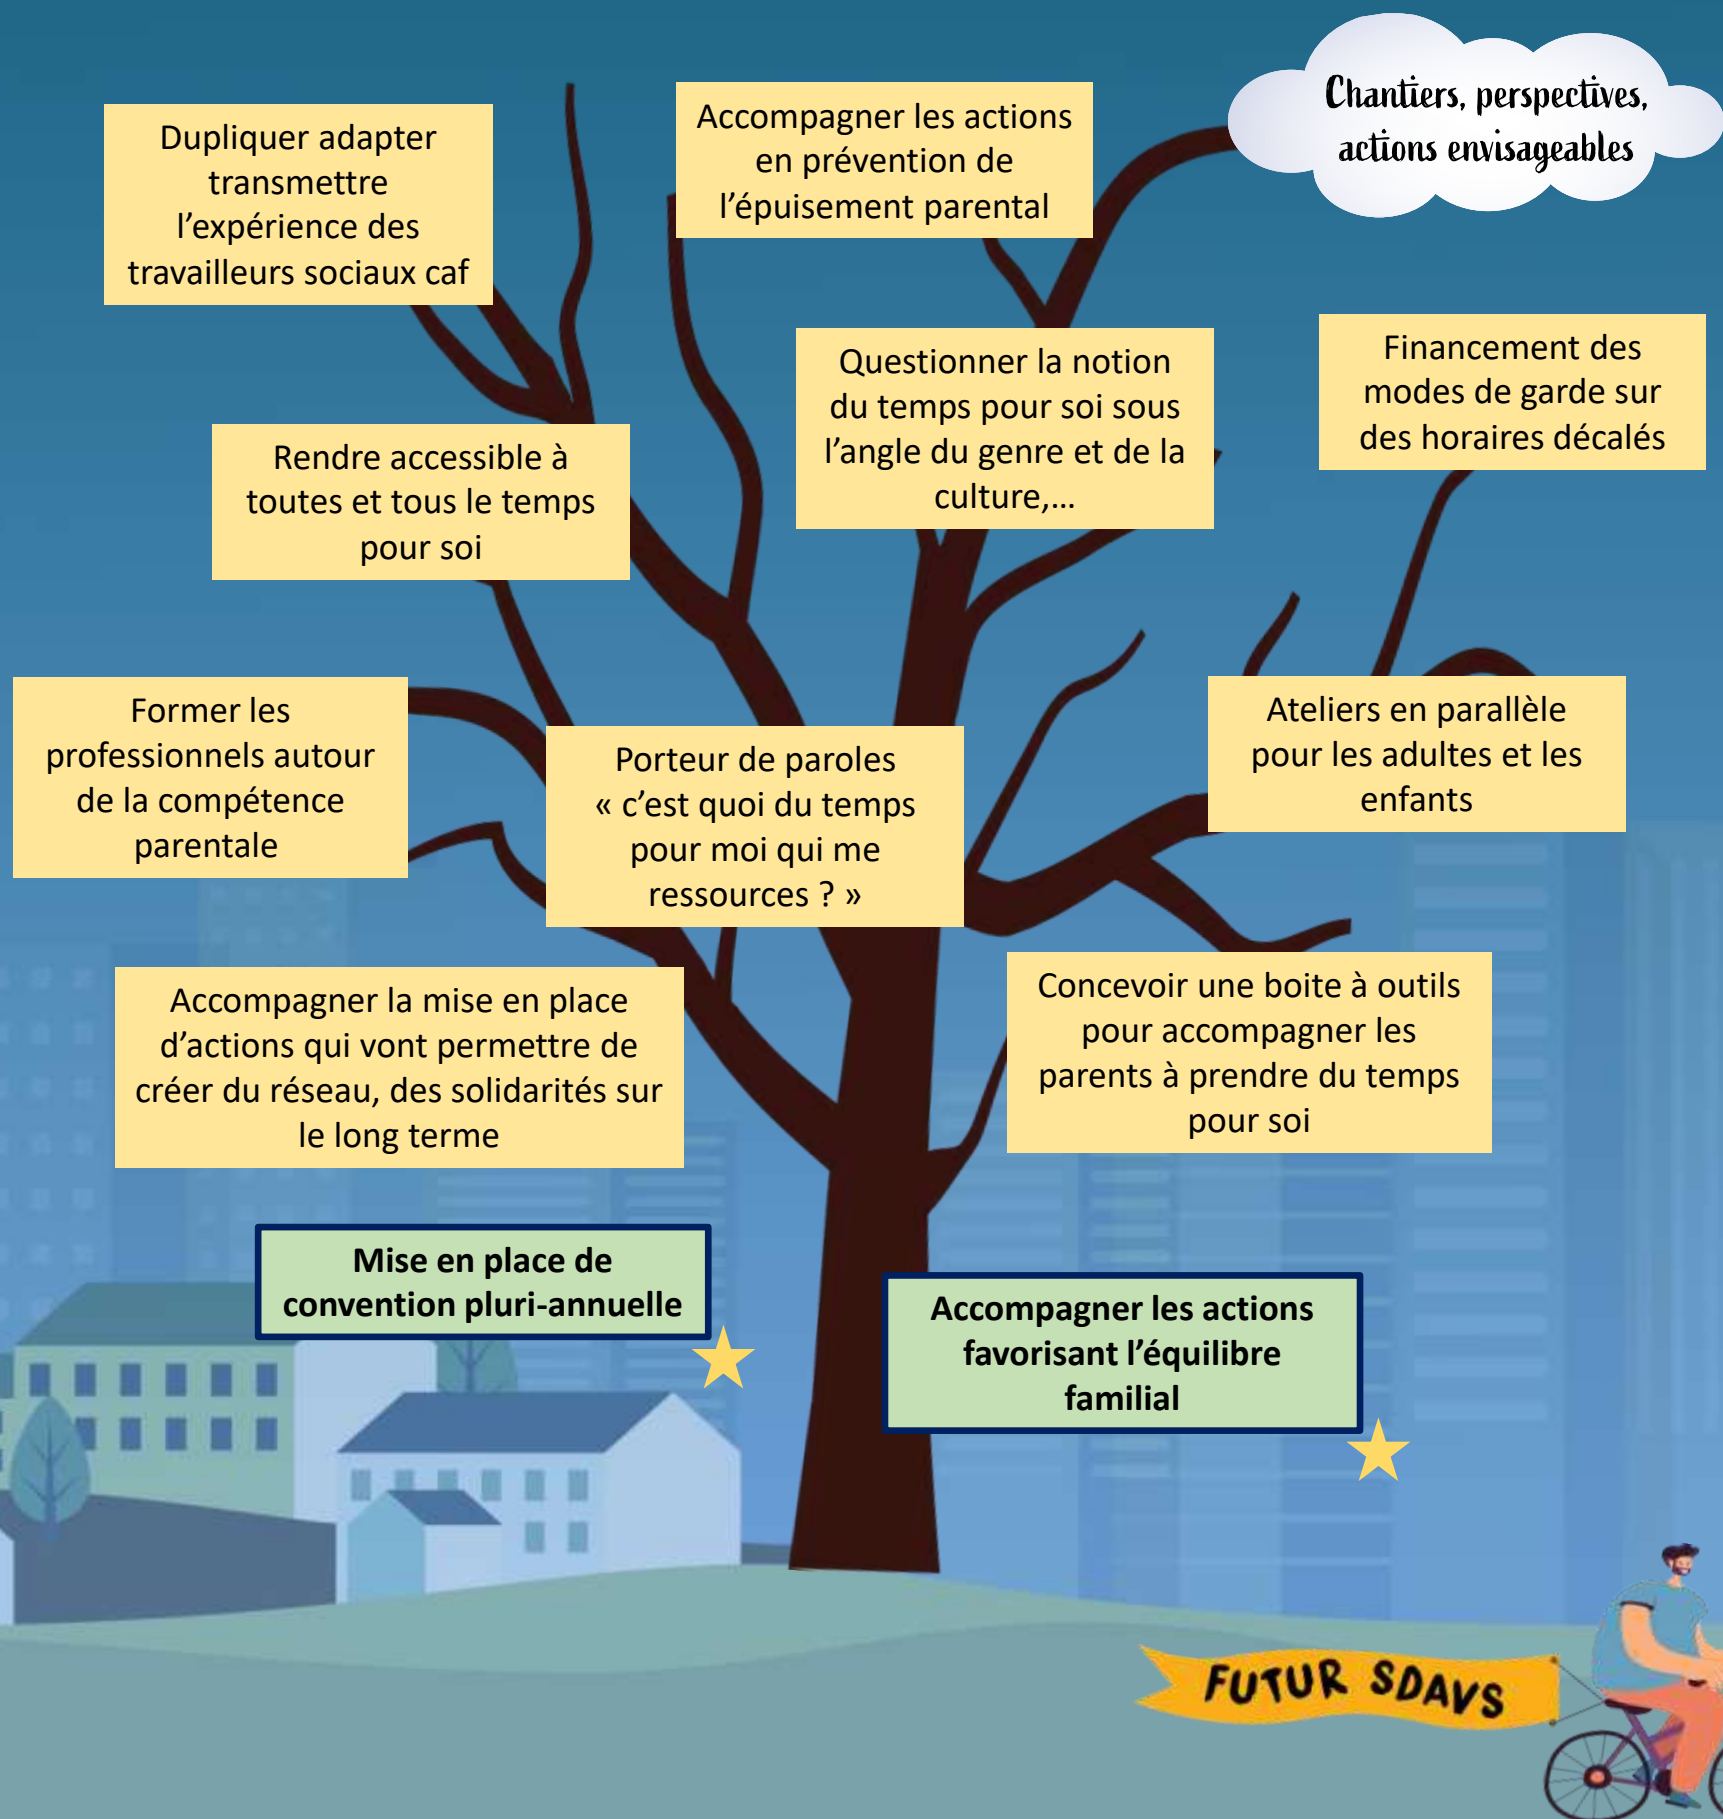 Chantiers, perspectives,
actions envisageables
Dupliquer adapter
transmettre
l’expérience des
travailleurs sociaux caf
Accompagner les actions
en prévention de
l’épuisement parental
Questionner la notion
du temps pour soi sous
l’angle du genre et de la
culture,…
Financement des
modes de garde sur
des horaires décalés
Rendre accessible à
toutes et tous le temps
pour soi
Former les
professionnels autour
de la compétence
parentale
Porteur de paroles
« c’est quoi du temps
pour moi qui me
ressources ? »
Ateliers en parallèle
pour les adultes et les
enfants
Accompagner la mise en place
d’actions qui vont permettre de
créer du réseau, des solidarités sur
le long terme
Concevoir une boite à outils
pour accompagner les
parents à prendre du temps
pour soi
Mise en place de
convention pluri-annuelle
Accompagner les actions
favorisant l’équilibre
familial
FUTUR SDAVS